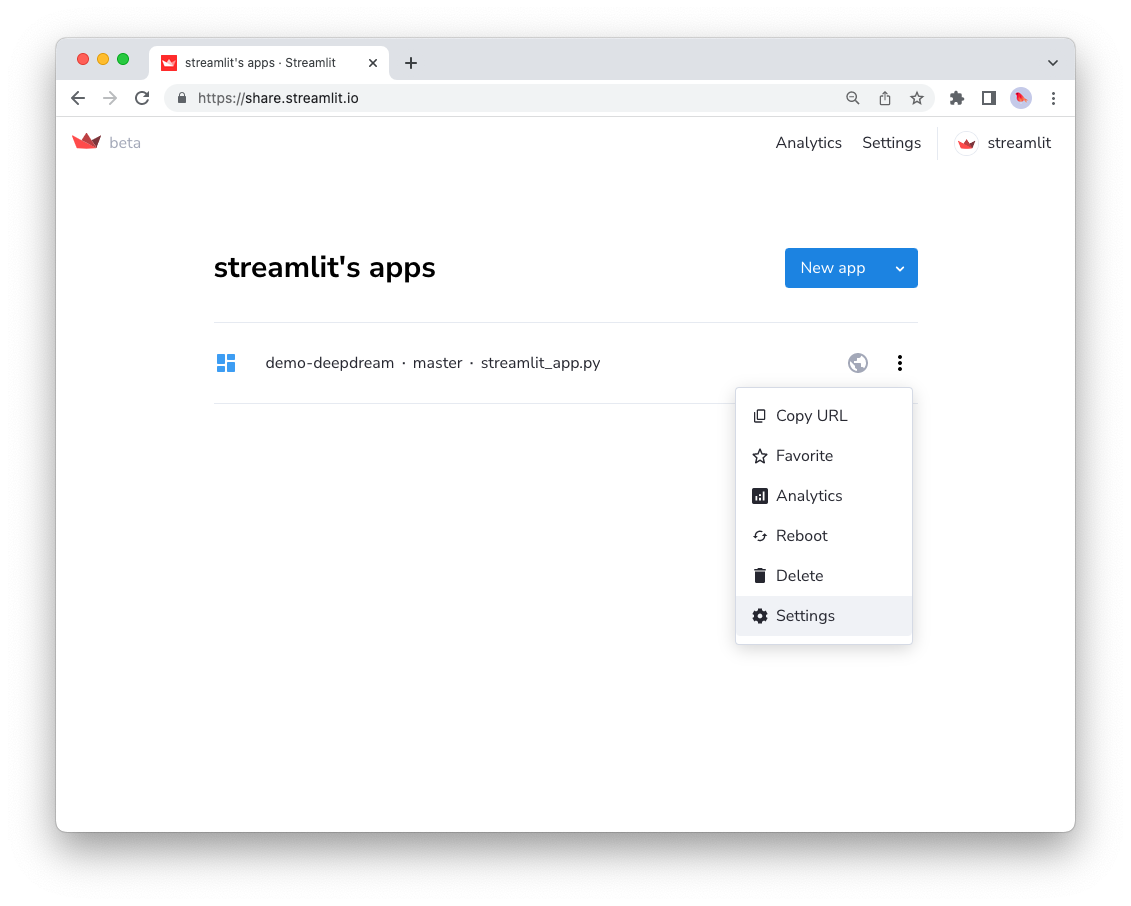 streamlit's apps · Streamlit
https://share.streamlit.io
beta
Analytics Settings streamlit
streamlit's apps
New app
demo-deepdream · master · streamlit_app.py
Copy URL
Favorite
Analytics
Reboot
Delete
Settings